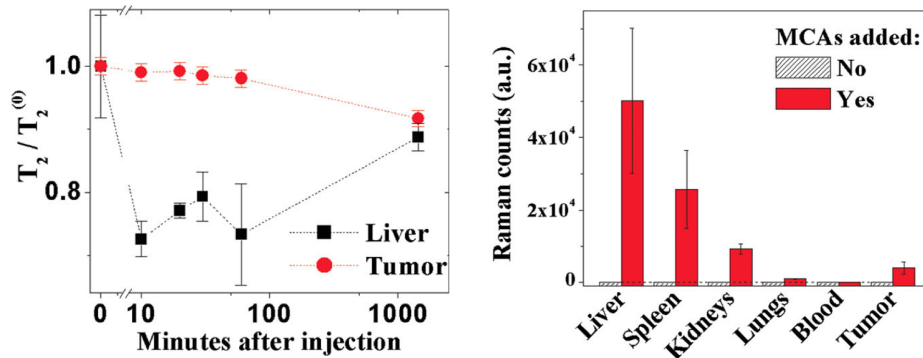 T₂ / T₂⁽⁰⁾
1.0
0.8
Liver
Tumor
0 10 100 1000
Minutes after injection
Raman counts (a.u.)
6x10⁴
4x10⁴
2x10⁴
0
MCAs added:
No
Yes
Liver
Spleen
Kidneys
Lungs
Blood
Tumor